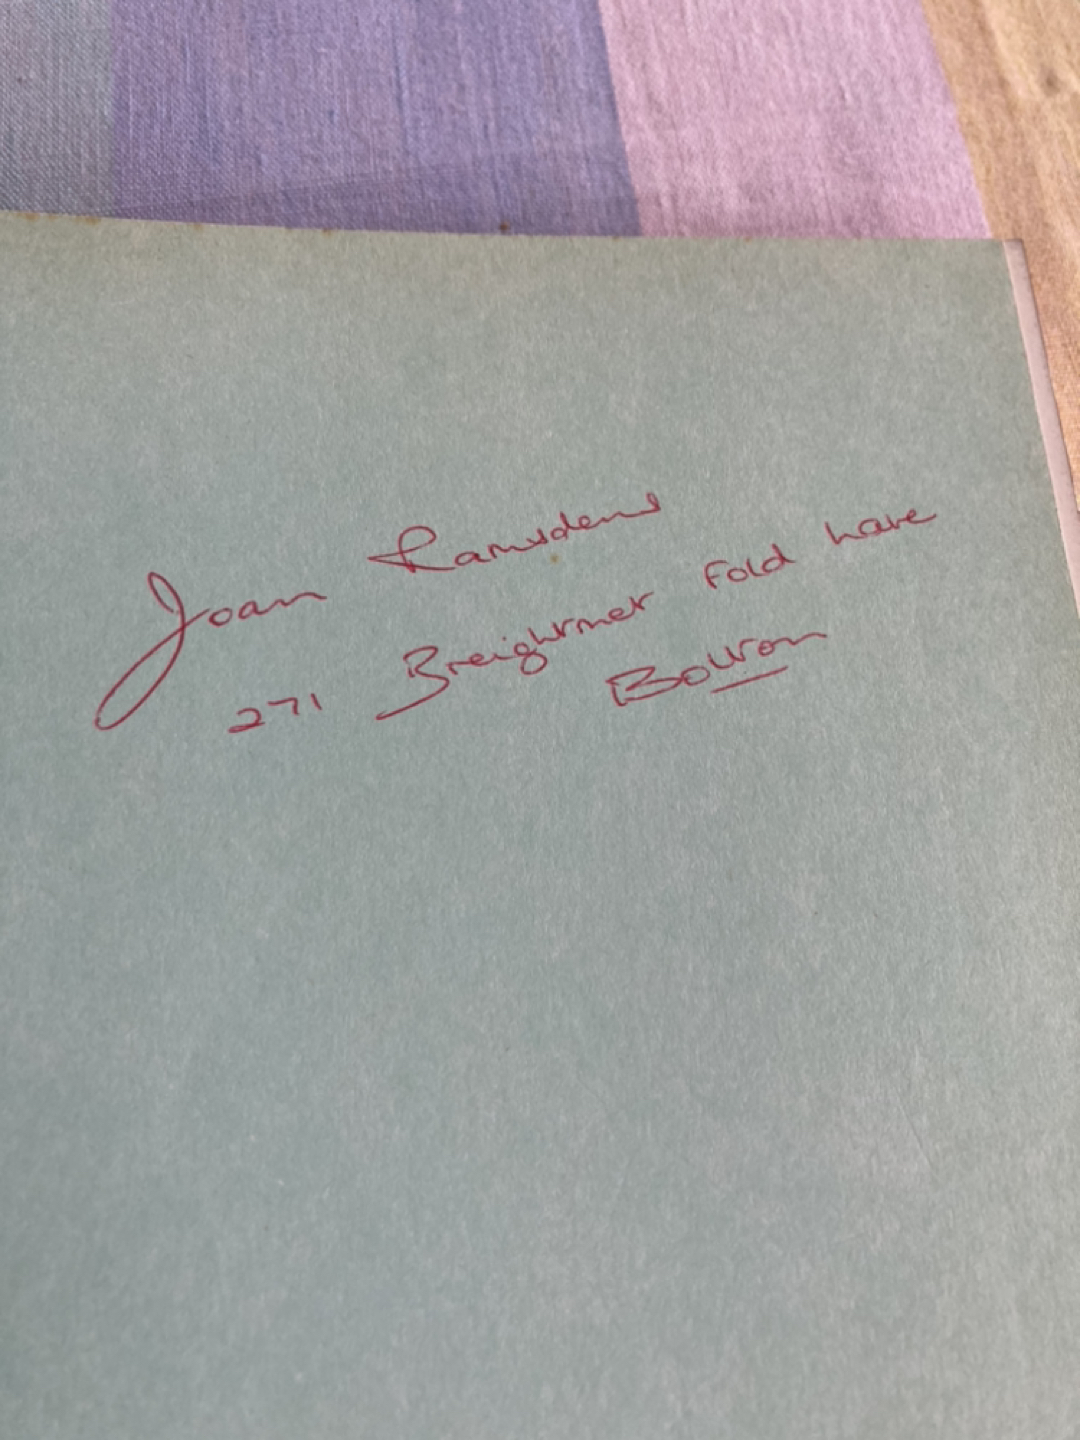 Joan Ramsden
271 Breightmet Fold Lane
Bolton